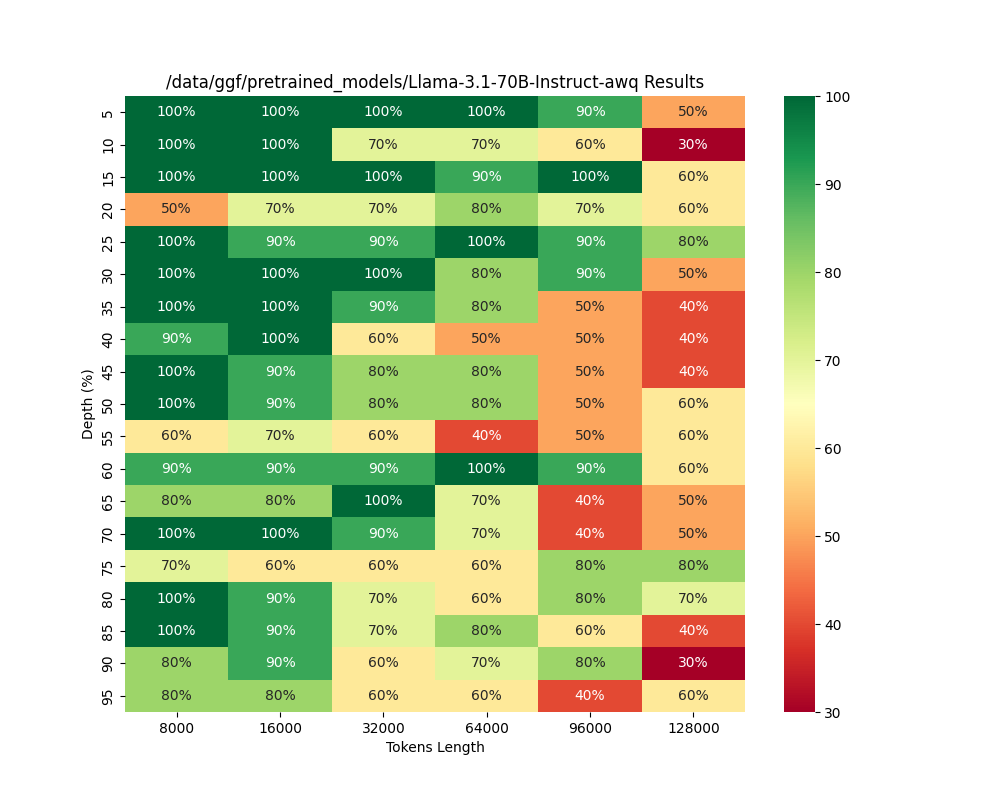 /data/ggf/pretrained_models/Llama-3.1-70B-Instruct-awq Results
5 100% 100% 100% 100% 90% 50%
10 100% 100% 70% 70% 60% 30%
15 100% 100% 100% 90% 100% 60%
20 50% 70% 70% 80% 70% 60%
25 100% 90% 90% 100% 90% 80%
30 100% 100% 100% 80% 90% 50%
35 100% 100% 90% 80% 50% 40%
40 90% 100% 60% 50% 50% 40%
45 100% 90% 80% 80% 50% 40%
50 100% 90% 80% 80% 50% 60%
55 60% 70% 60% 40% 50% 60%
60 90% 90% 90% 100% 90% 60%
65 80% 80% 100% 70% 40% 50%
70 100% 100% 90% 70% 40% 50%
75 70% 60% 60% 60% 80% 80%
80 100% 90% 70% 60% 80% 70%
85 100% 90% 70% 80% 60% 40%
90 80% 90% 60% 70% 80% 30%
95 80% 80% 60% 60% 40% 60%
Depth (%)
8000 16000 32000 64000 96000 128000
Tokens Length
100
90
80
70
60
50
40
30